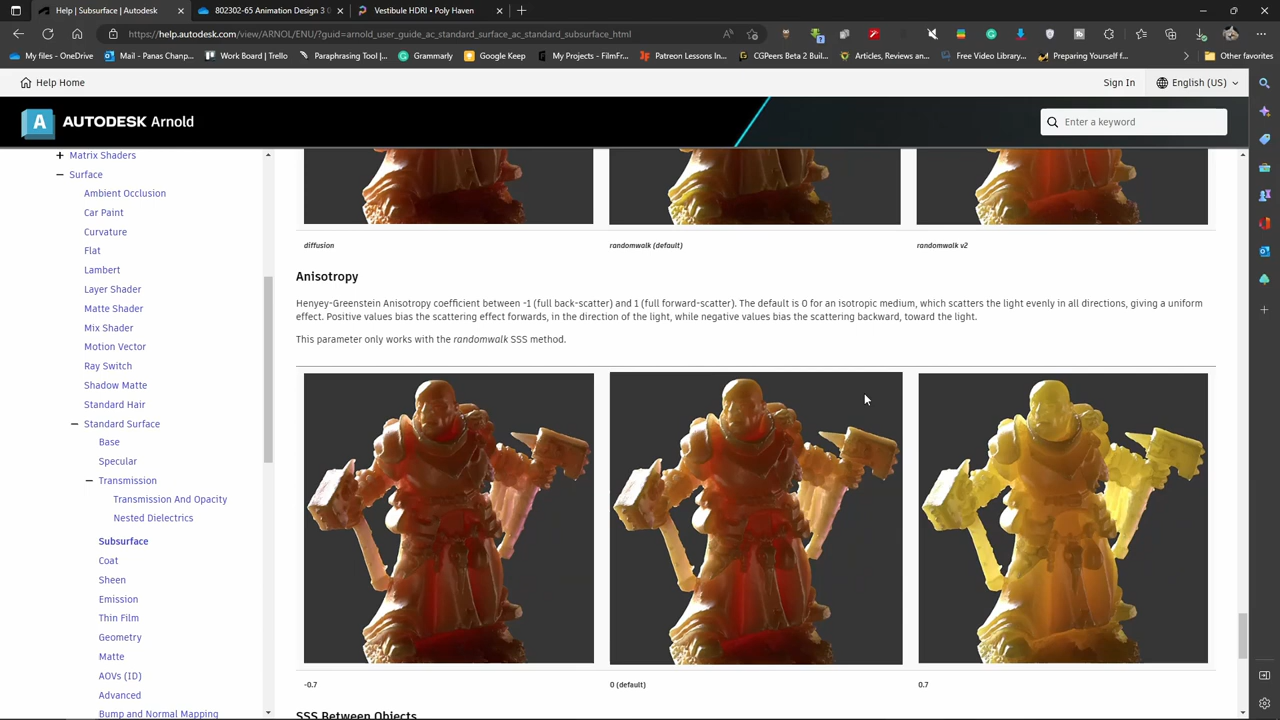 Help | Subsurface | Autodesk
802302-65 Animation Design 3
Vestibule HDRI • Poly Haven
https://help.autodesk.com/view/ARNOL/ENU/?guid=arnold_user_guide_ac_standard_surface_ac_standard_subsurface_html
My files - OneDrive
Mail - Panas Chanp...
Work Board | Trello
Paraphrasing Tool |...
Grammarly
Google Keep
My Projects - FilmFr...
Patreon Lessons In...
CGPeers Beta 2 Buil...
Articles, Reviews an...
Free Video Library...
Preparing Yourself f...
Other favorites
Help Home
Sign In
English (US)
A AUTODESK Arnold
Enter a keyword
Matrix Shaders
Surface
Ambient Occlusion
Car Paint
Curvature
Flat
Lambert
Layer Shader
Matte Shader
Mix Shader
Motion Vector
Ray Switch
Shadow Matte
Standard Hair
Standard Surface
Base
Specular
Transmission
Transmission And Opacity
Nested Dielectrics
Subsurface
Coat
Sheen
Emission
Thin Film
Geometry
Matte
AOVs (ID)
Advanced
Bump and Normal Mapping
diffusion
randomwalk (default)
randomwalk v2
Anisotropy
Henyey-Greenstein Anisotropy coefficient between -1 (full back-scatter) and 1 (full forward-scatter). The default is 0 for an isotropic medium, which scatters the light evenly in all directions, giving a uniform
effect. Positive values bias the scattering effect forwards, in the direction of the light, while negative values bias the scattering backward, toward the light.
This parameter only works with the randomwalk SSS method.
-0.7
0 (default)
0.7
SSS Between Objects